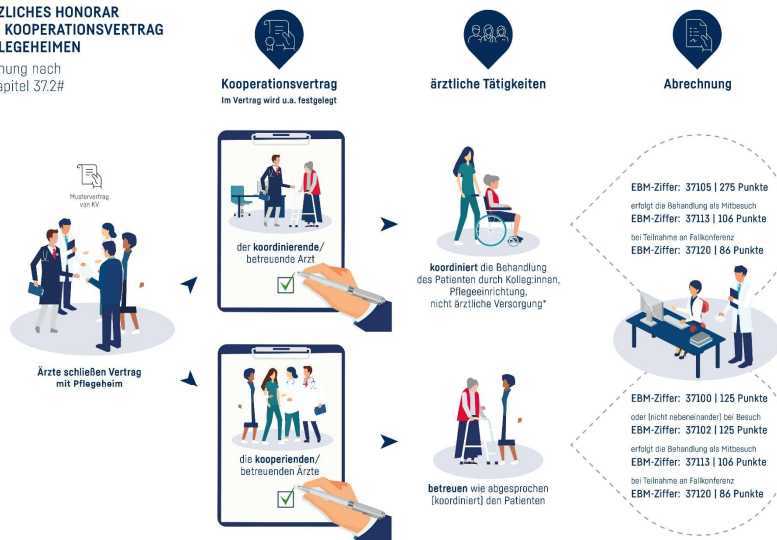 ZLICHES HONORAR
KOOPERATIONSVERTRAG
LEGEHEIMEN
nung nach
apitel 37.2#
Kooperationsvertrag
Im Vertrag wird u.a. festgelegt
ärztliche Tätigkeiten
Abrechnung
Mustervertrag
von KV
Ärzte schließen Vertrag
mit Pflegeheim
der koordinierende/
betreuende Arzt
koordiniert die Behandlung
des Patienten durch Kolleg:innen,
Pflegeeinrichtung,
nicht ärztliche Versorgung*
EBM-Ziffer: 37105 | 275 Punkte
erfolgt die Behandlung als Mitbesuch
EBM-Ziffer: 37113 | 106 Punkte
bei Teilnahme an Fallkonferenz
EBM-Ziffer: 37120 | 86 Punkte
die kooperienden/
betreuenden Ärzte
betreuen wie abgesprochen
[koordiniert] den Patienten
EBM-Ziffer: 37100 | 125 Punkte
oder (nicht nebeneinander) bei Besuch
EBM-Ziffer: 37102 | 125 Punkte
erfolgt die Behandlung als Mitbesuch
EBM-Ziffer: 37113 | 106 Punkte
bei Teilnahme an Fallkonferenz
EBM-Ziffer: 37120 | 86 Punkte